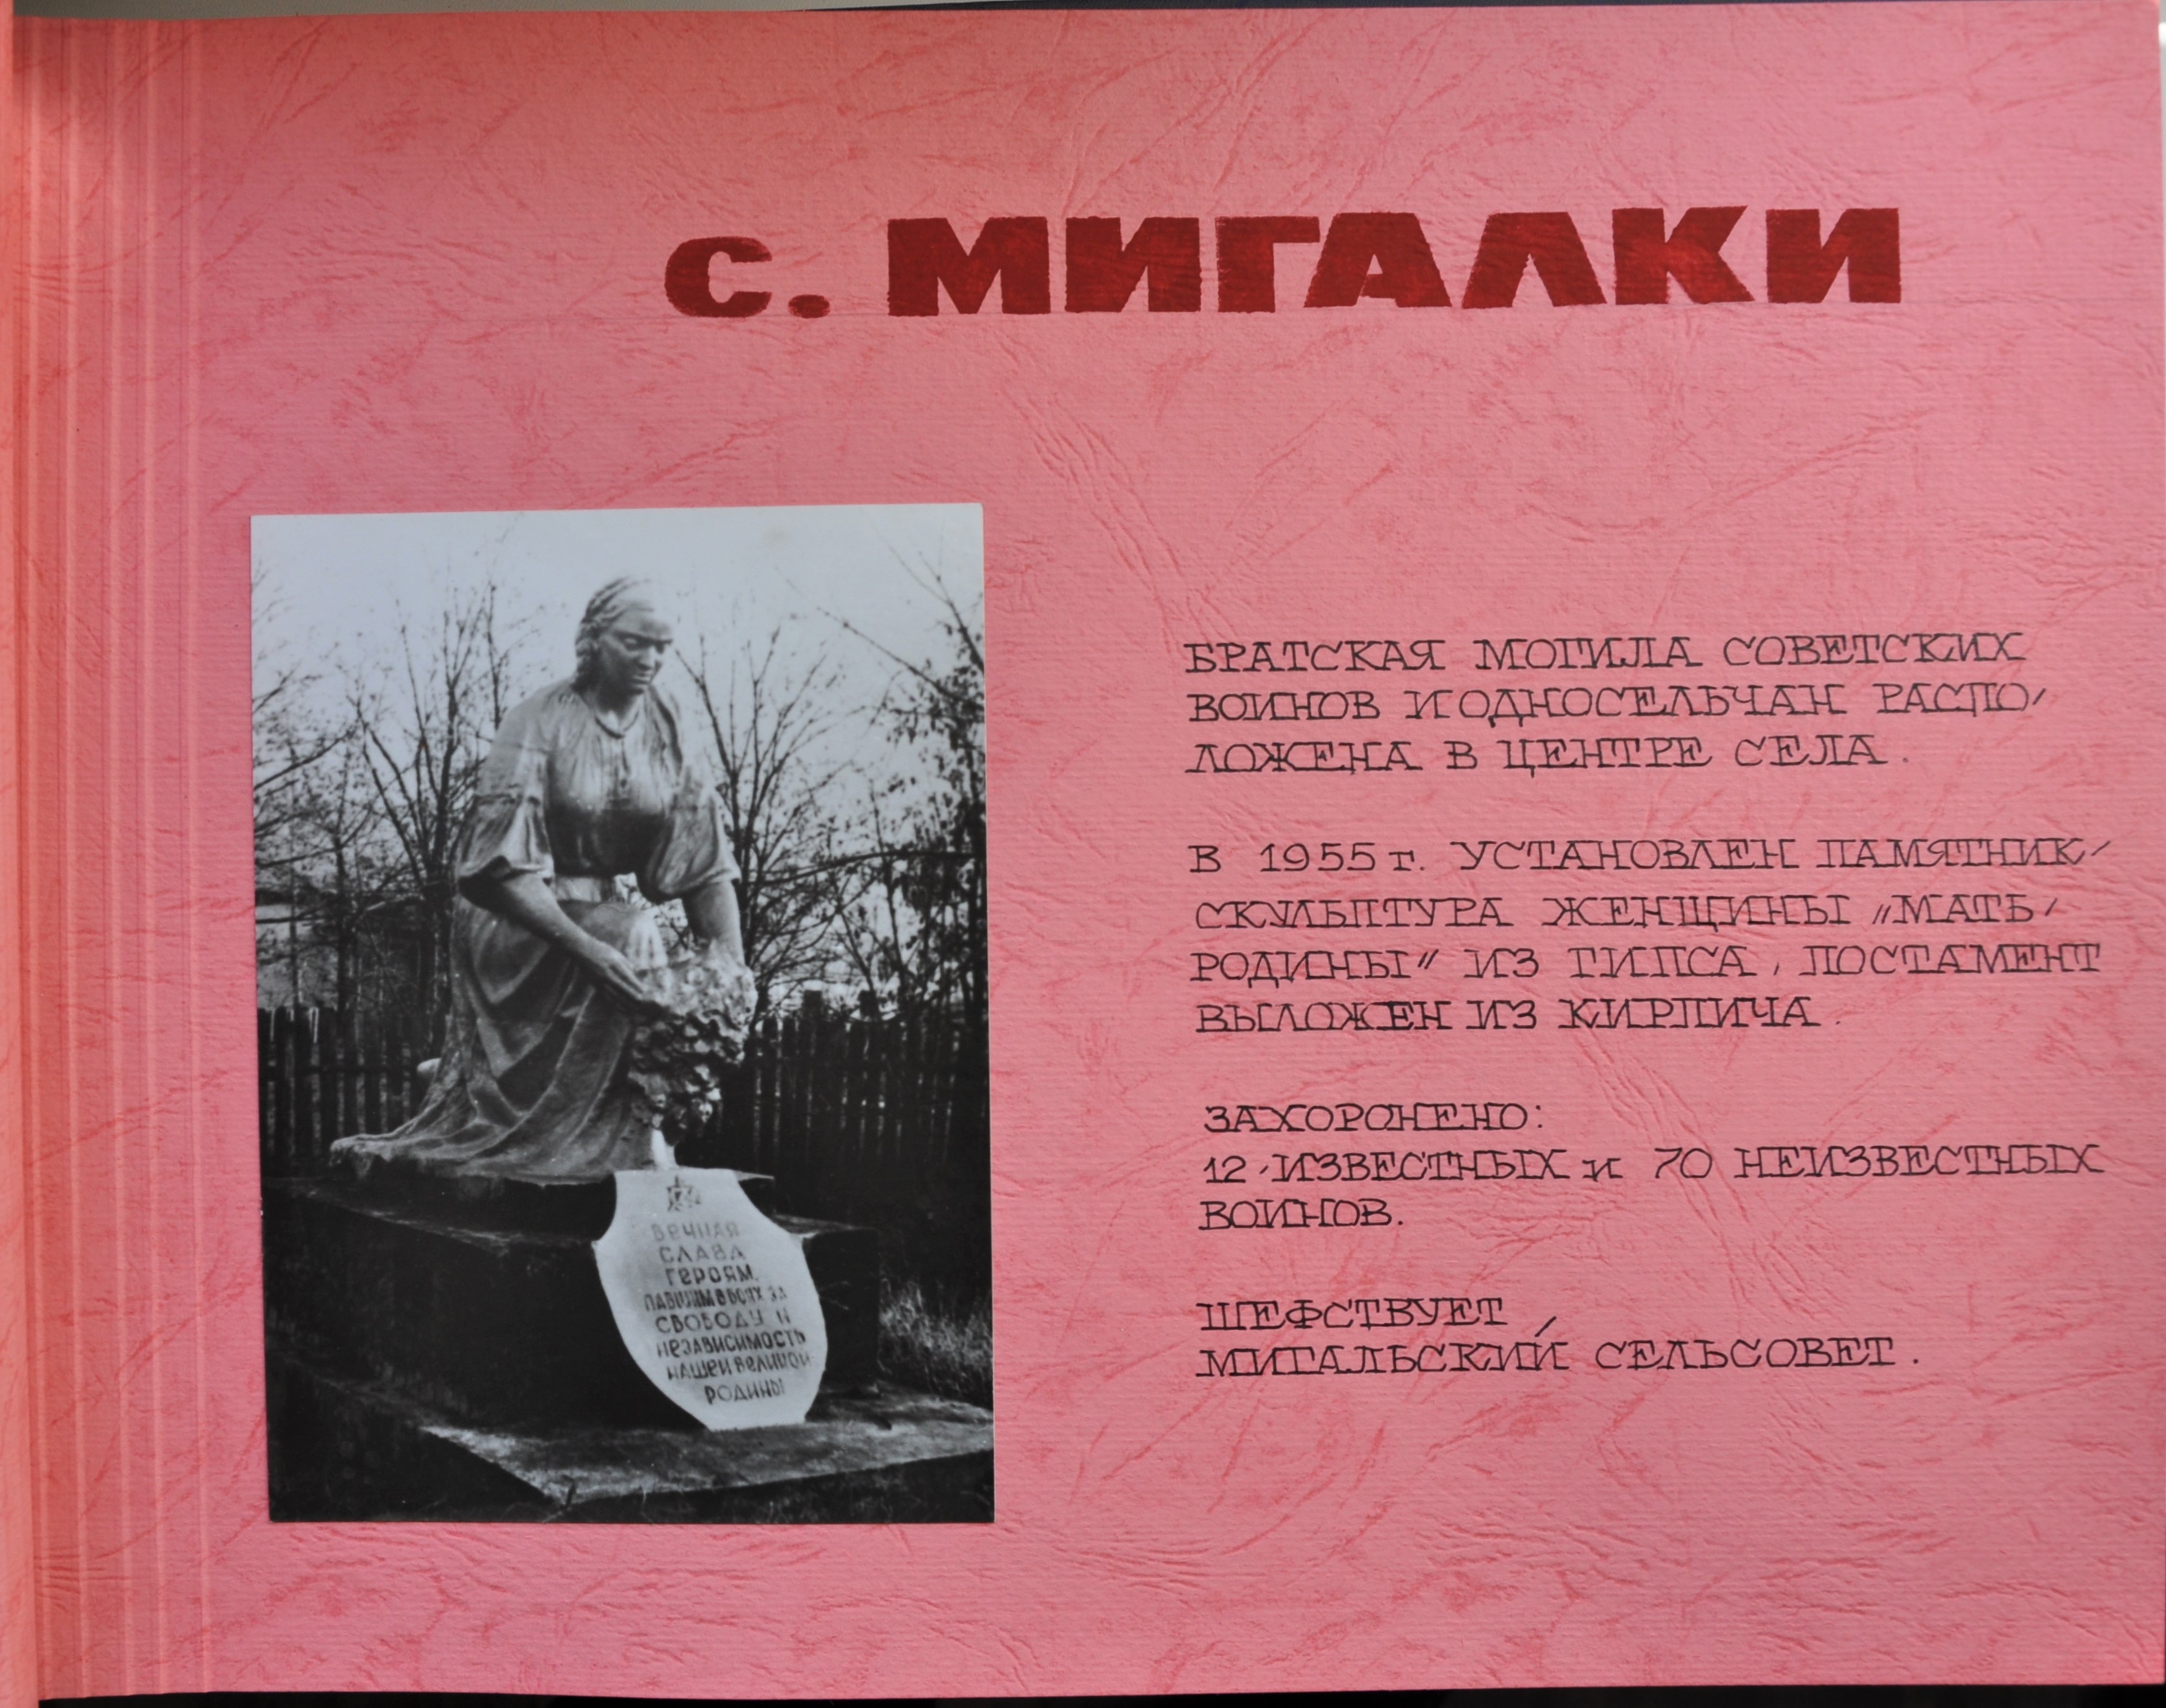 с. МИГАЛКИ
БРАТСКАЯ МОГИЛА СОВЕТСКИХ
ВОИНОВ И ОДНОСЕЛЬЧАН РАСПО-
ЛОЖЕНА В ЦЕНТРЕ СЕЛА.
В 1955 г. УСТАНОВЛЕН ПАМЯТНИК-
СКУЛЬПТУРА ЖЕНЩИНЫ „МАТЬ-
РОДИНЫ“ ИЗ ГИПСА, ПОСТАМЕНТ
ВЫЛОЖЕН ИЗ КИРПИЧА.
ЗАХОРОНЕНО:
12 ИЗВЕСТНЫХ и 70 НЕИЗВЕСТНЫХ
ВОИНОВ.
ШЕФСТВУЕТ
МИГАЛЬСКИЙ СЕЛЬСОВЕТ.
ВЕЧНАЯ
СЛАВА
ГЕРОЯМ,
ПАВШИМ В БОЯХ ЗА
СВОБОДУ И
НЕЗАВИСИМОСТЬ
НАШЕЙ ВЕЛИКОЙ
РОДИНЫ